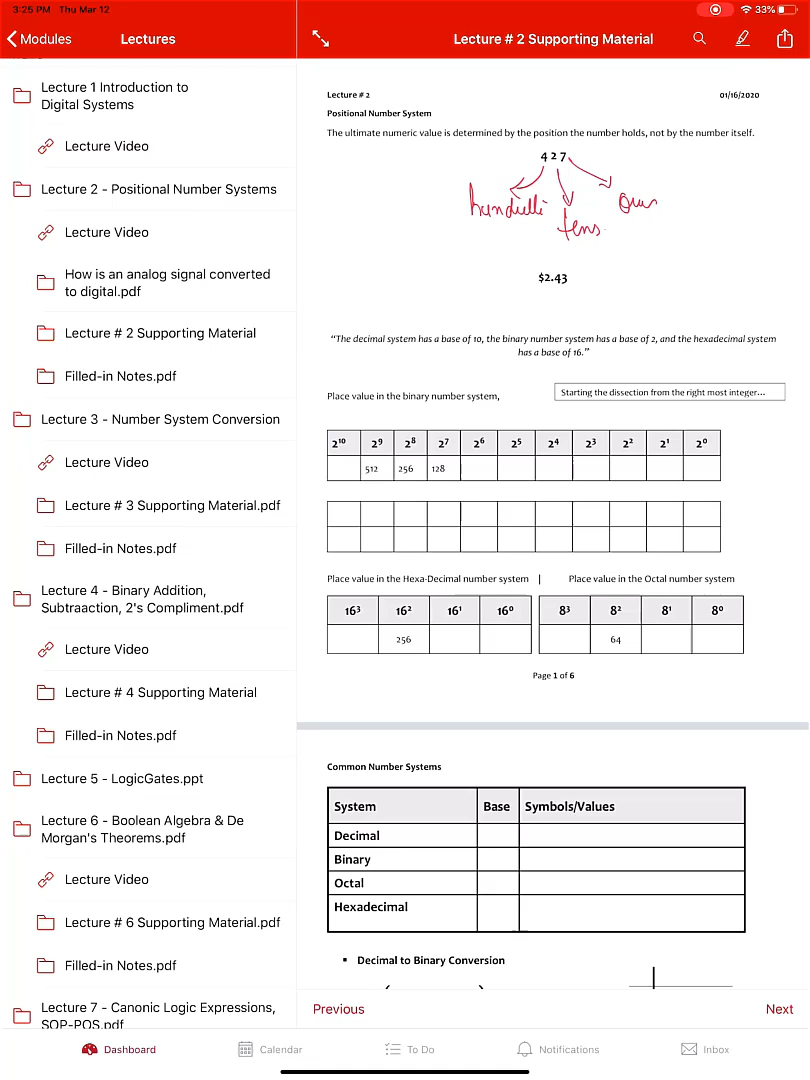 3:25 PM Thu Mar 12
33%
Modules
Lectures
Lecture # 2 Supporting Material
Lecture 1 Introduction to
Digital Systems
Lecture Video
Lecture 2 - Positional Number Systems
Lecture Video
How is an analog signal converted
to digital.pdf
Lecture # 2 Supporting Material
Filled-in Notes.pdf
Lecture 3 - Number System Conversion
Lecture Video
Lecture # 3 Supporting Material.pdf
Filled-in Notes.pdf
Lecture 4 - Binary Addition,
Subtraaction, 2's Compliment.pdf
Lecture Video
Lecture # 4 Supporting Material
Filled-in Notes.pdf
Lecture 5 - LogicGates.ppt
Lecture 6 - Boolean Algebra & De
Morgan's Theorems.pdf
Lecture Video
Lecture # 6 Supporting Material.pdf
Filled-in Notes.pdf
Lecture 7 - Canonic Logic Expressions,
SOP-POS.pdf
Lecture # 2 01/16/2020
Positional Number System
The ultimate numeric value is determined by the position the number holds, not by the number itself.
4 2 7
tens.
$2.43
"The decimal system has a base of 10, the binary number system has a base of 2, and the hexadecimal system
has a base of 16."
Place value in the binary number system,
Starting the dissection from the right most integer...
2¹⁰ 2⁹ 2⁸ 2⁷ 2⁶ 2⁵ 2⁴ 2³ 2² 2¹ 2⁰
512 256 128
Place value in the Hexa-Decimal number system | Place value in the Octal number system
16³ 16² 16¹ 16⁰ 8³ 8² 8¹ 8⁰
256 64
Page 1 of 6
Common Number Systems
System Base Symbols/Values
Decimal
Binary
Octal
Hexadecimal
▪ Decimal to Binary Conversion
Previous
Next
Dashboard
Calendar
To Do
Notifications
Inbox